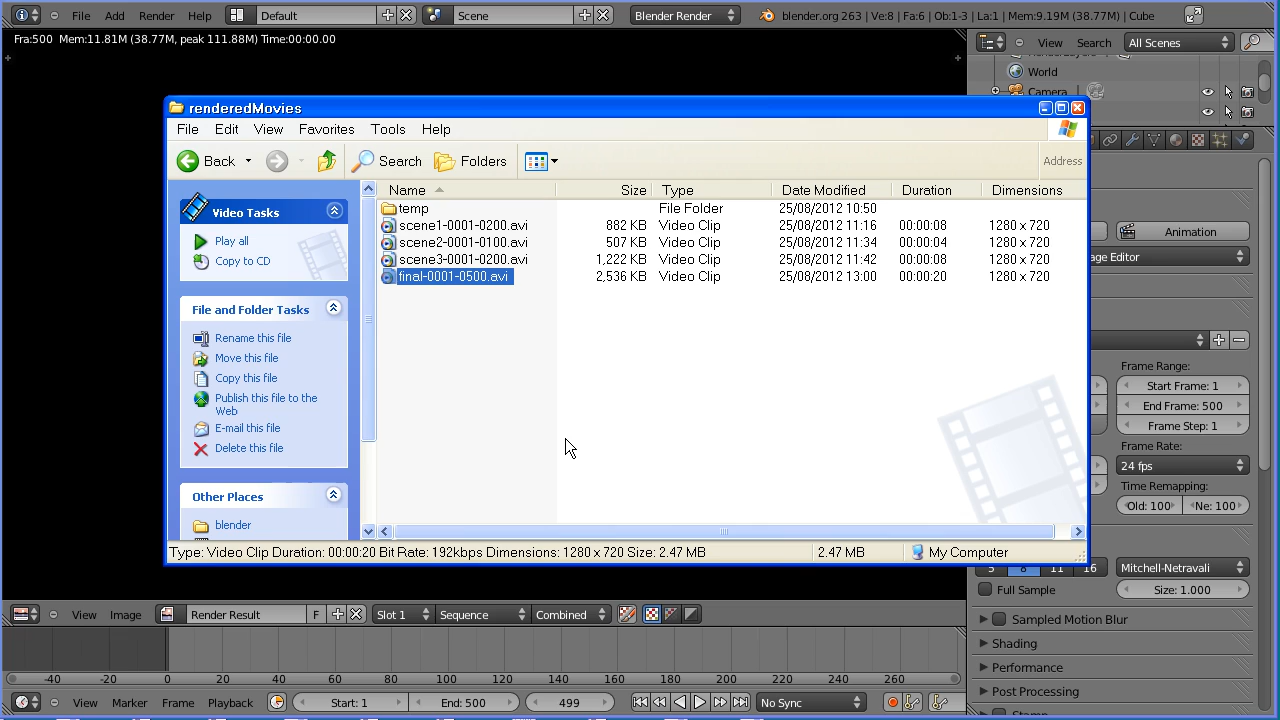 File Add Render Help Default Scene Blender Render blender.org 263 | Ve:8 | Fa:6 | Ob:1-3 | La:1 | Mem:9.19M (38.77M) | Cube
Fra:500 Mem:11.81M (38.77M, peak 111.88M) Time:00:00.00
View Search All Scenes
World
Camera
renderedMovies
File Edit View Favorites Tools Help
Back Search Folders Address
Name Size Type Date Modified Duration Dimensions
temp File Folder 25/08/2012 10:50
scene1-0001-0200.avi 882 KB Video Clip 25/08/2012 11:16 00:00:08 1280 x 720
scene2-0001-0100.avi 507 KB Video Clip 25/08/2012 11:34 00:00:04 1280 x 720
scene3-0001-0200.avi 1,222 KB Video Clip 25/08/2012 11:42 00:00:08 1280 x 720
final-0001-0500.avi 2,536 KB Video Clip 25/08/2012 13:00 00:00:20 1280 x 720
Video Tasks
Play all
Copy to CD
File and Folder Tasks
Rename this file
Move this file
Copy this file
Publish this file to the
Web
E-mail this file
Delete this file
Other Places
blender
Type: Video Clip Duration: 00:00:20 Bit Rate: 192kbps Dimensions: 1280 x 720 Size: 2.47 MB 2.47 MB My Computer
Animation
age Editor
Frame Range:
Start Frame: 1
End Frame: 500
Frame Step: 1
Frame Rate:
24 fps
Time Remapping:
Old: 100 Ne: 100
5 8 11 16 Mitchell-Netravali
Full Sample Size: 1.000
Sampled Motion Blur
Shading
Performance
Post Processing
View Image Render Result F Slot 1 Sequence Combined
-40 -20 0 20 40 60 80 100 120 140 160 180 200 220 240 260
View Marker Frame Playback Start: 1 End: 500 499 No Sync